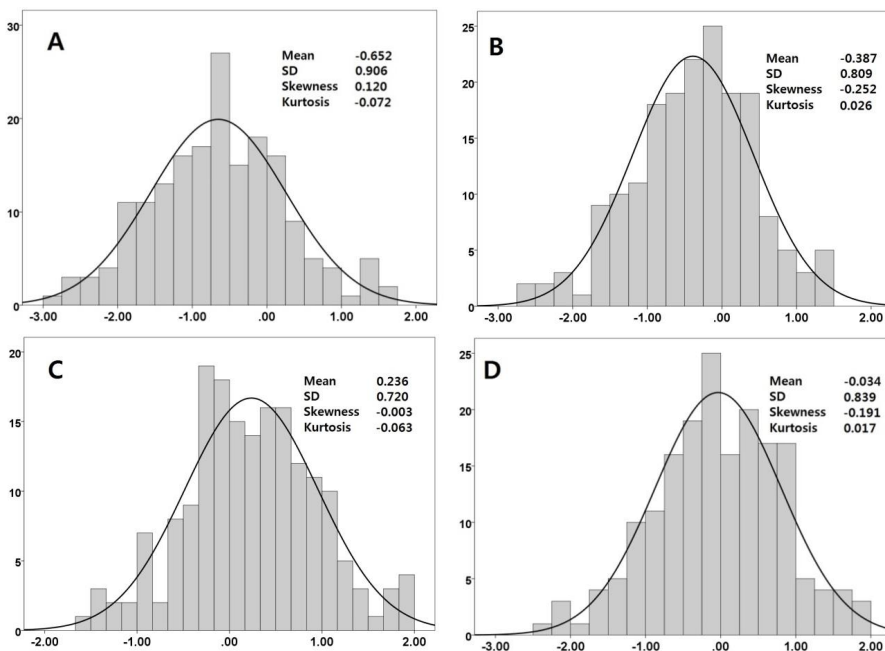 A
Mean -0.652
SD 0.906
Skewness 0.120
Kurtosis -0.072
30
20
10
0
-3.00 -2.00 -1.00 .00 1.00 2.00
B
Mean -0.387
SD 0.809
Skewness -0.252
Kurtosis 0.026
25
20
15
10
5
0
-3.00 -2.00 -1.00 .00 1.00 2.00
C
Mean 0.236
SD 0.720
Skewness -0.003
Kurtosis -0.063
20
15
10
5
0
-2.00 -1.00 .00 1.00 2.00
D
Mean -0.034
SD 0.839
Skewness -0.191
Kurtosis 0.017
25
20
15
10
5
0
-3.00 -2.00 -1.00 .00 1.00 2.00